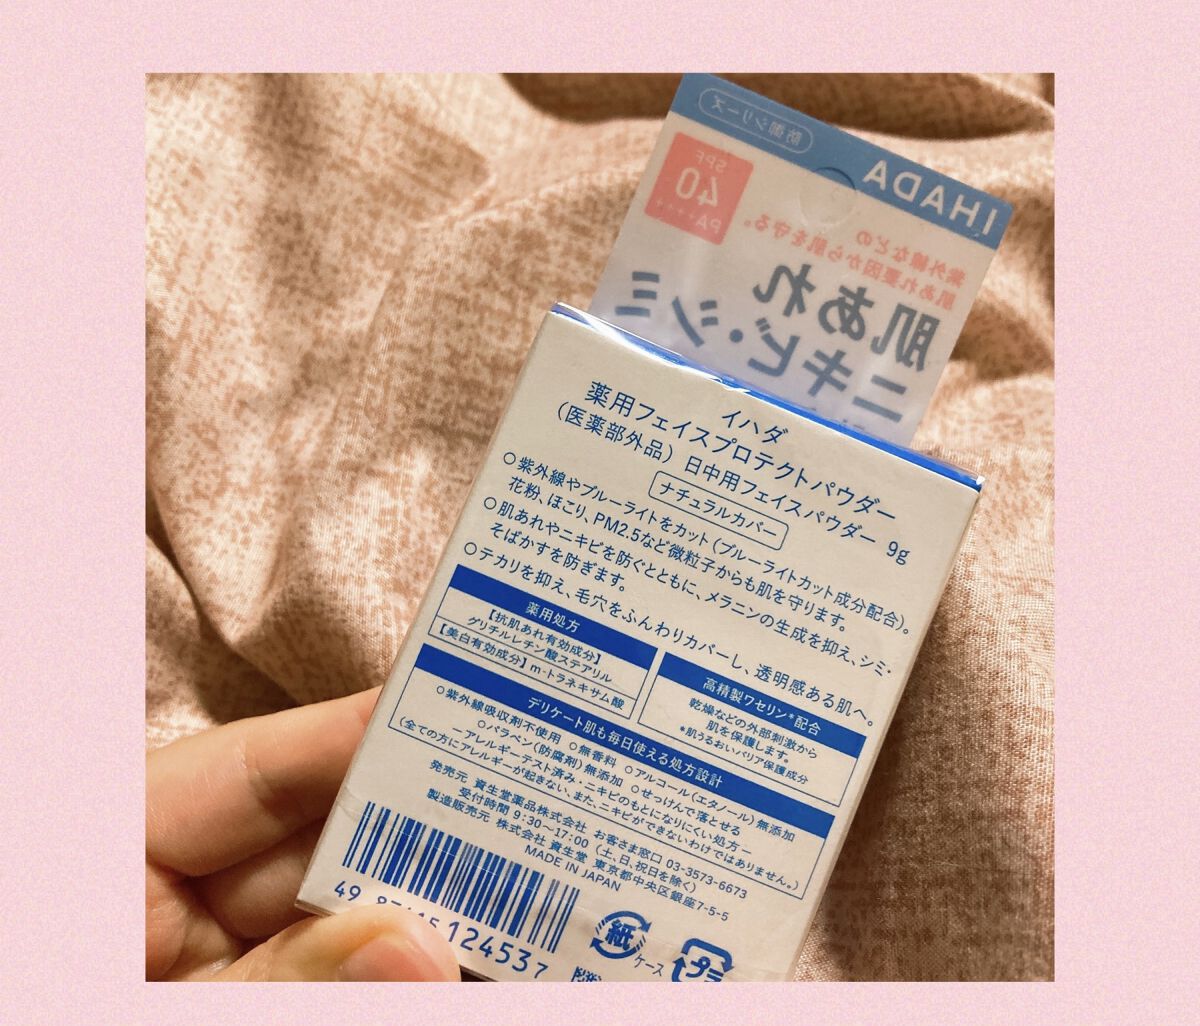 IHADA
防御シリーズ
SPF
40
PA++++
紫外線などの
肌あれ要因から肌を守る。
肌あれ
ニキビ・シミ
イハダ
薬用フェイスプロテクトパウダー
(医薬部外品) 日中用フェイスパウダー 9g
ナチュラルカバー
○紫外線やブルーライトをカット(ブルーライトカット成分配合)。
花粉、ほこり、PM2.5など微粒子からも肌を守ります。
○肌あれやニキビを防ぐとともに、メラニンの生成を抑え、シミ・
そばかすを防ぎます。
○テカリを抑え、毛穴をふんわりカバーし、透明感ある肌へ。
薬用処方
【抗肌あれ有効成分】
グリチルレチン酸ステアリル
【美白有効成分】m-トラネキサム酸
高精製ワセリン*配合
乾燥などの外部刺激から
肌を保護します。
*肌うるおいバリア保護成分
デリケート肌も毎日使える処方設計
○紫外線吸収剤不使用 ○無香料 ○アルコール(エタノール)無添加
○パラベン(防腐剤)無添加 ○せっけんで落とせる
ーアレルギーテスト済み・ニキビのもとになりにくい処方ー
(全ての方にアレルギーが起きない、また、ニキビができないわけではありません。)
発売元 資生堂薬品株式会社 お客さま窓口 03-3573-6673
受付時間 9:30〜17:00 (土、日、祝日を除く)
製造販売元 株式会社 資生堂 東京都中央区銀座7-5-5
MADE IN JAPAN
49
124537
紙
ケース
プラ